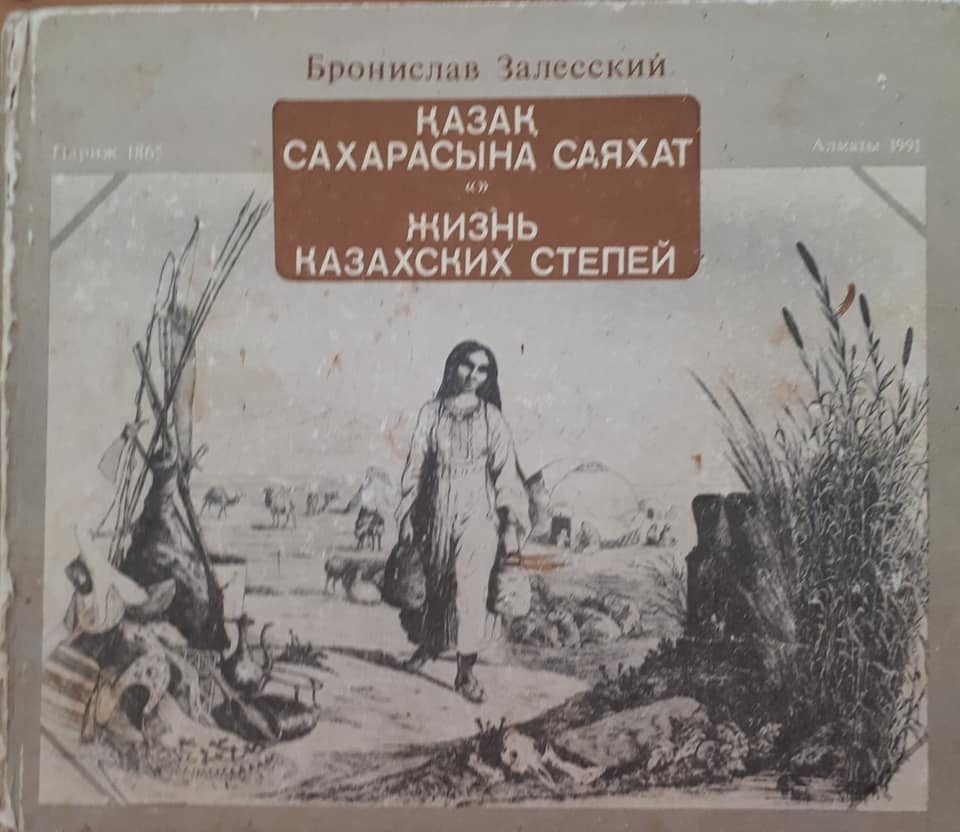 Бронислав Залесский
ҚАЗАҚ
САХАРАСЫНА САЯХАТ
«»
ЖИЗНЬ
КАЗАХСКИХ СТЕПЕЙ
Париж 1865
Алматы 1991